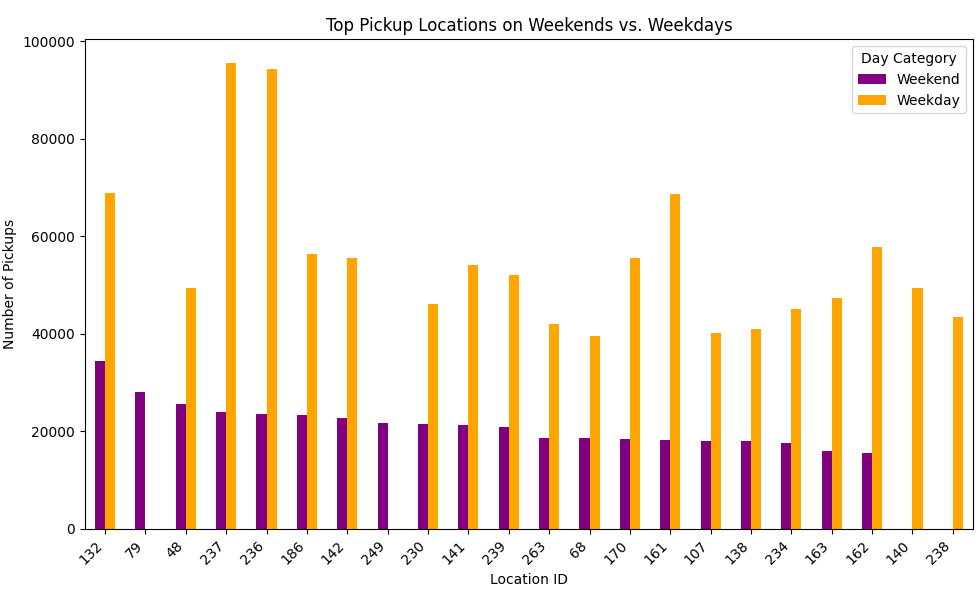 Top Pickup Locations on Weekends vs. Weekdays
100000
80000
60000
40000
20000
0
Number of Pickups
Day Category
Weekend
Weekday
132 79 48 237 236 186 142 249 230 141 239 263 68 170 161 107 138 234 163 162 140 238
Location ID